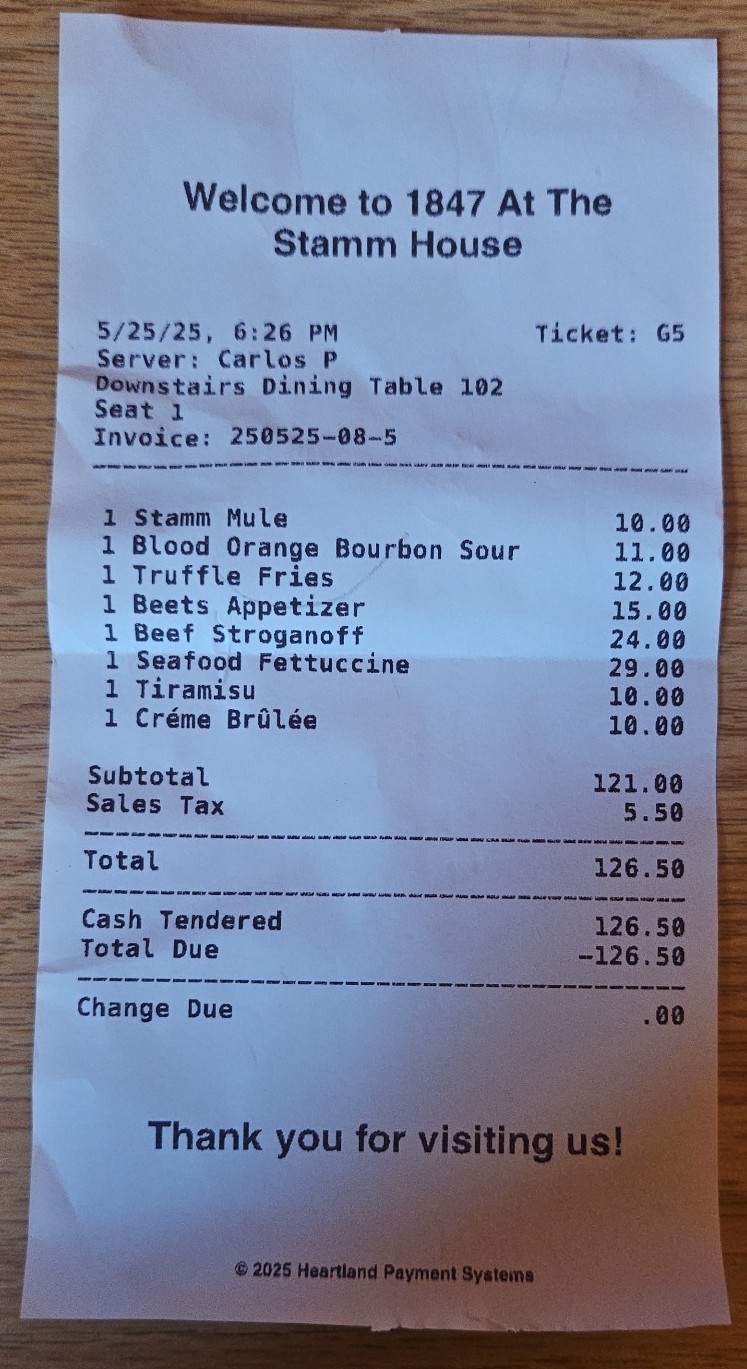 Welcome to 1847 At The
Stamm House
5/25/25, 6:26 PM Ticket: G5
Server: Carlos P
Downstairs Dining Table 102
Seat 1
Invoice: 250525-08-5
1 Stamm Mule 10.00
1 Blood Orange Bourbon Sour 11.00
1 Truffle Fries 12.00
1 Beets Appetizer 15.00
1 Beef Stroganoff 24.00
1 Seafood Fettuccine 29.00
1 Tiramisu 10.00
1 Créme Brûlée 10.00
Subtotal 121.00
Sales Tax 5.50
Total 126.50
Cash Tendered 126.50
Total Due -126.50
Change Due .00
Thank you for visiting us!
© 2025 Heartland Payment Systems